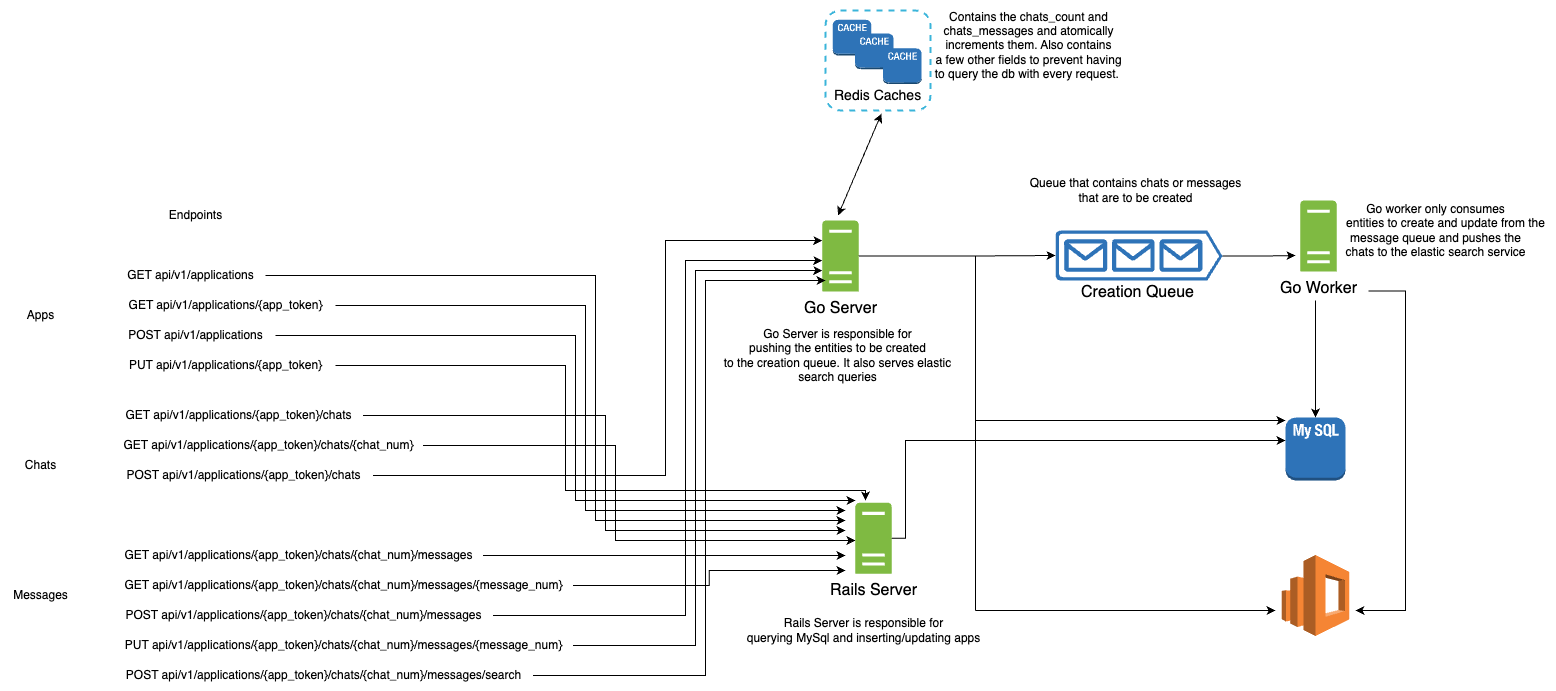 CACHE
CACHE
CACHE
Redis Caches
Contains the chats_count and
chats_messages and atomically
increments them. Also contains
a few other fields to prevent having
to query the db with every request.
Endpoints
Apps
GET api/v1/applications
GET api/v1/applications/{app_token}
POST api/v1/applications
PUT api/v1/applications/{app_token}
Chats
GET api/v1/applications/{app_token}/chats
GET api/v1/applications/{app_token}/chats/{chat_num}
POST api/v1/applications/{app_token}/chats
Messages
GET api/v1/applications/{app_token}/chats/{chat_num}/messages
GET api/v1/applications/{app_token}/chats/{chat_num}/messages/{message_num}
POST api/v1/applications/{app_token}/chats/{chat_num}/messages
PUT api/v1/applications/{app_token}/chats/{chat_num}/messages/{message_num}
POST api/v1/applications/{app_token}/chats/{chat_num}/messages/search
Go Server
Go Server is responsible for
pushing the entities to be created
to the creation queue. It also serves elastic
search queries
Queue that contains chats or messages
that are to be created
Creation Queue
Go Worker
Go worker only consumes
entities to create and update from the
message queue and pushes the
chats to the elastic search service
My SQL
Rails Server
Rails Server is responsible for
querying MySql and inserting/updating apps